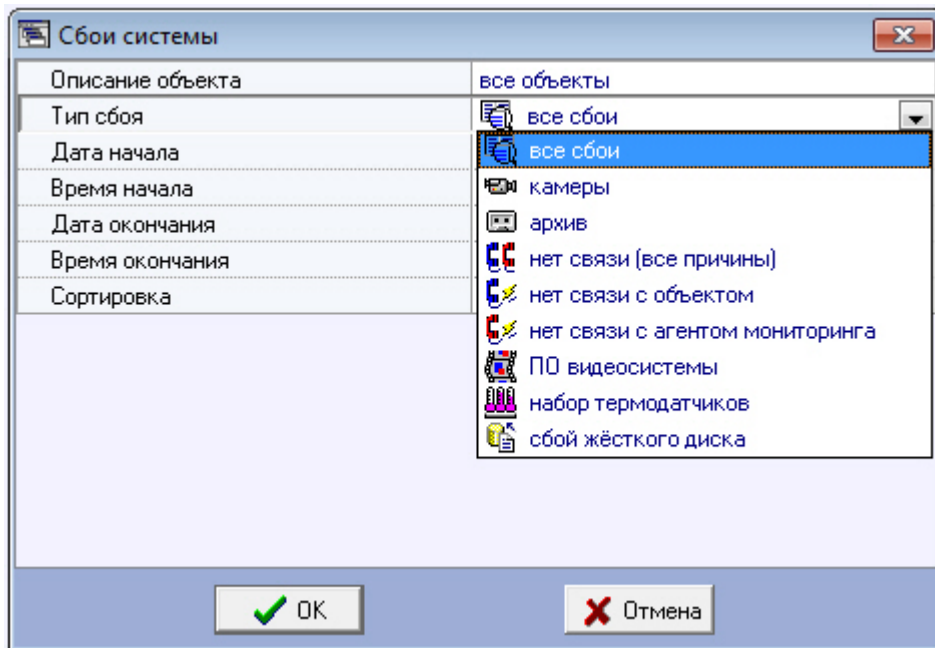 Сбои системы
Описание объекта все объекты
Тип сбоя все сбои
Дата начала все сбои
Время начала камеры
Дата окончания архив
Время окончания нет связи (все причины)
Сортировка нет связи с объектом
нет связи с агентом мониторинга
ПО видеосистемы
набор термодатчиков
сбой жёсткого диска
OK Отмена